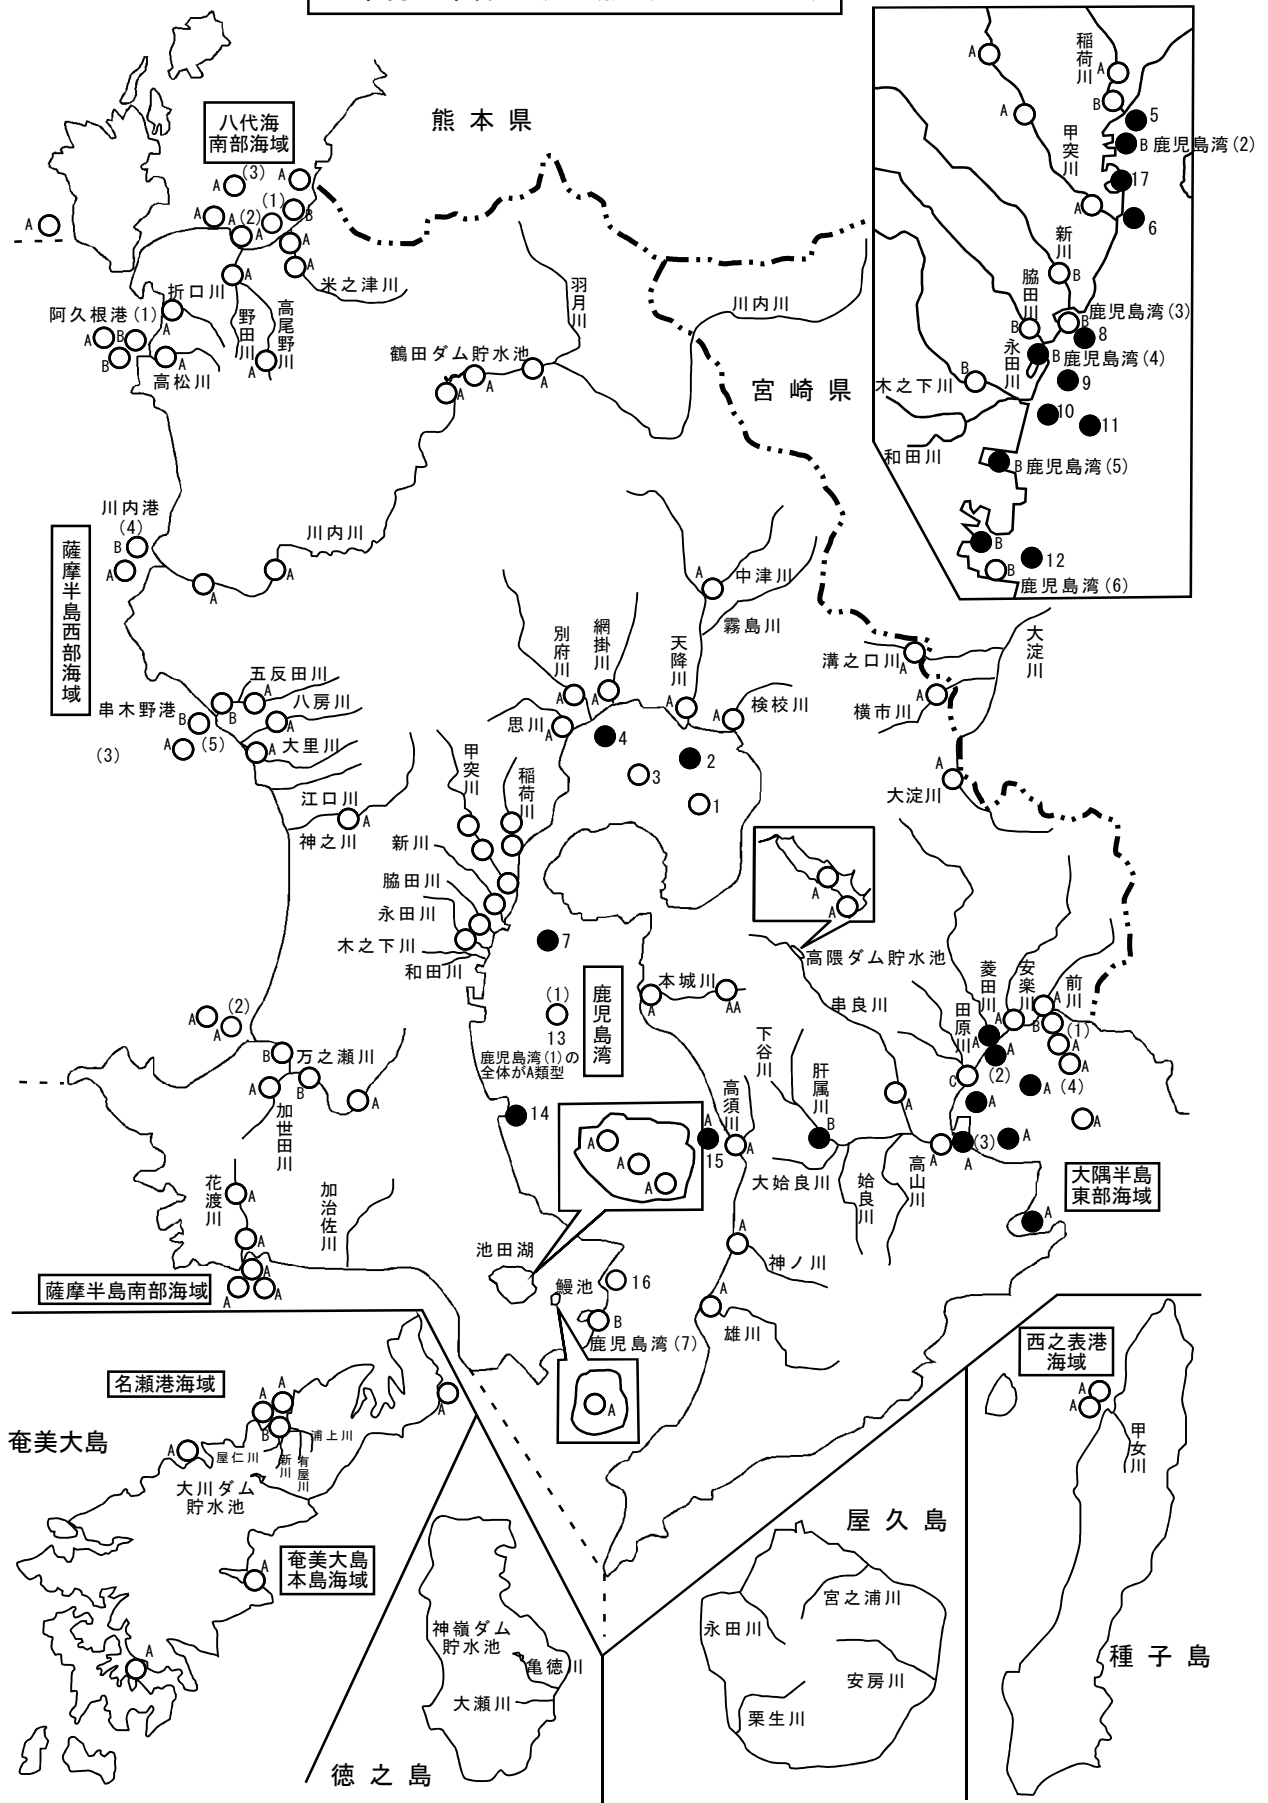 熊本県
八代海
南部海域
(3)
A
A
A
A
(2)
A
(1)
B
A
A
A
米之津川
折口川
A
野田川
高尾野川
A
A
阿久根港(1)
A
B
B
A
高松川
羽月川
川内川
鶴田ダム貯水池
A
A
A
宮崎県
稲荷川
A
A
A
B
5
B
鹿児島湾(2)
甲突川
17
A
6
新川
B
脇田川
B
B
鹿児島湾(3)
8
永田川
B
鹿児島湾(4)
木之下川
B
9
10
11
和田川
B
鹿児島湾(5)
B
12
B
鹿児島湾(6)
川内港
(4)
B
A
薩摩半島西部海域
川内川
A
A
中津川
A
霧島川
別府川
網掛川
天降川
A
A
A
A
検校川
思川
A
4
2
3
1
溝之口川
A
大淀川
横市川
A
大淀川
A
五反田川
A
八房川
B
A
串木野港
B
(5)
A
(3)
A
大里川
江口川
A
神之川
甲突川
稲荷川
新川
脇田川
永田川
木之下川
和田川
7
(1)
13
鹿児島湾
鹿児島湾(1)の
全体がA類型
14
A
A
高隈ダム貯水池
本城川
A
AA
串良川
菱田川
安楽川
前川
田原川
A
A
A
B
(1)
A
A
A
C
(2)
A
(4)
A
A
A
下谷川
肝属川
B
高須川
A
15
A
大姶良川
姶良川
高山川
A
A
(3)
A
A
大隅半島
東部海域
(2)
A
A
B
万之瀬川
A
B
A
加世田川
花渡川
A
加治佐川
A
A
A
A
薩摩半島南部海域
A
A
A
池田湖
鰻池
16
B
鹿児島湾(7)
A
A
神ノ川
A
雄川
名瀬港海域
A
A
B
A
浦上川
奄美大島
A
屋仁川
新川
有屋川
大川ダム
貯水池
奄美大島
本島海域
A
A
神嶺ダム
貯水池
亀徳川
大瀬川
徳之島
屋久島
宮之浦川
永田川
安房川
栗生川
西之表港
海域
A
A
甲女川
種子島